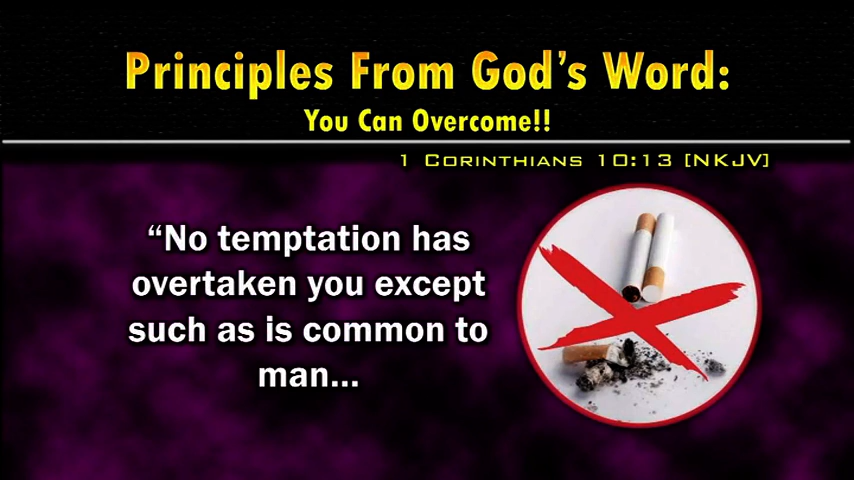 Principles From God's Word:
You Can Overcome!!
1 Corinthians 10:13 [NKJV]
“No temptation has
overtaken you except
such as is common to
man...